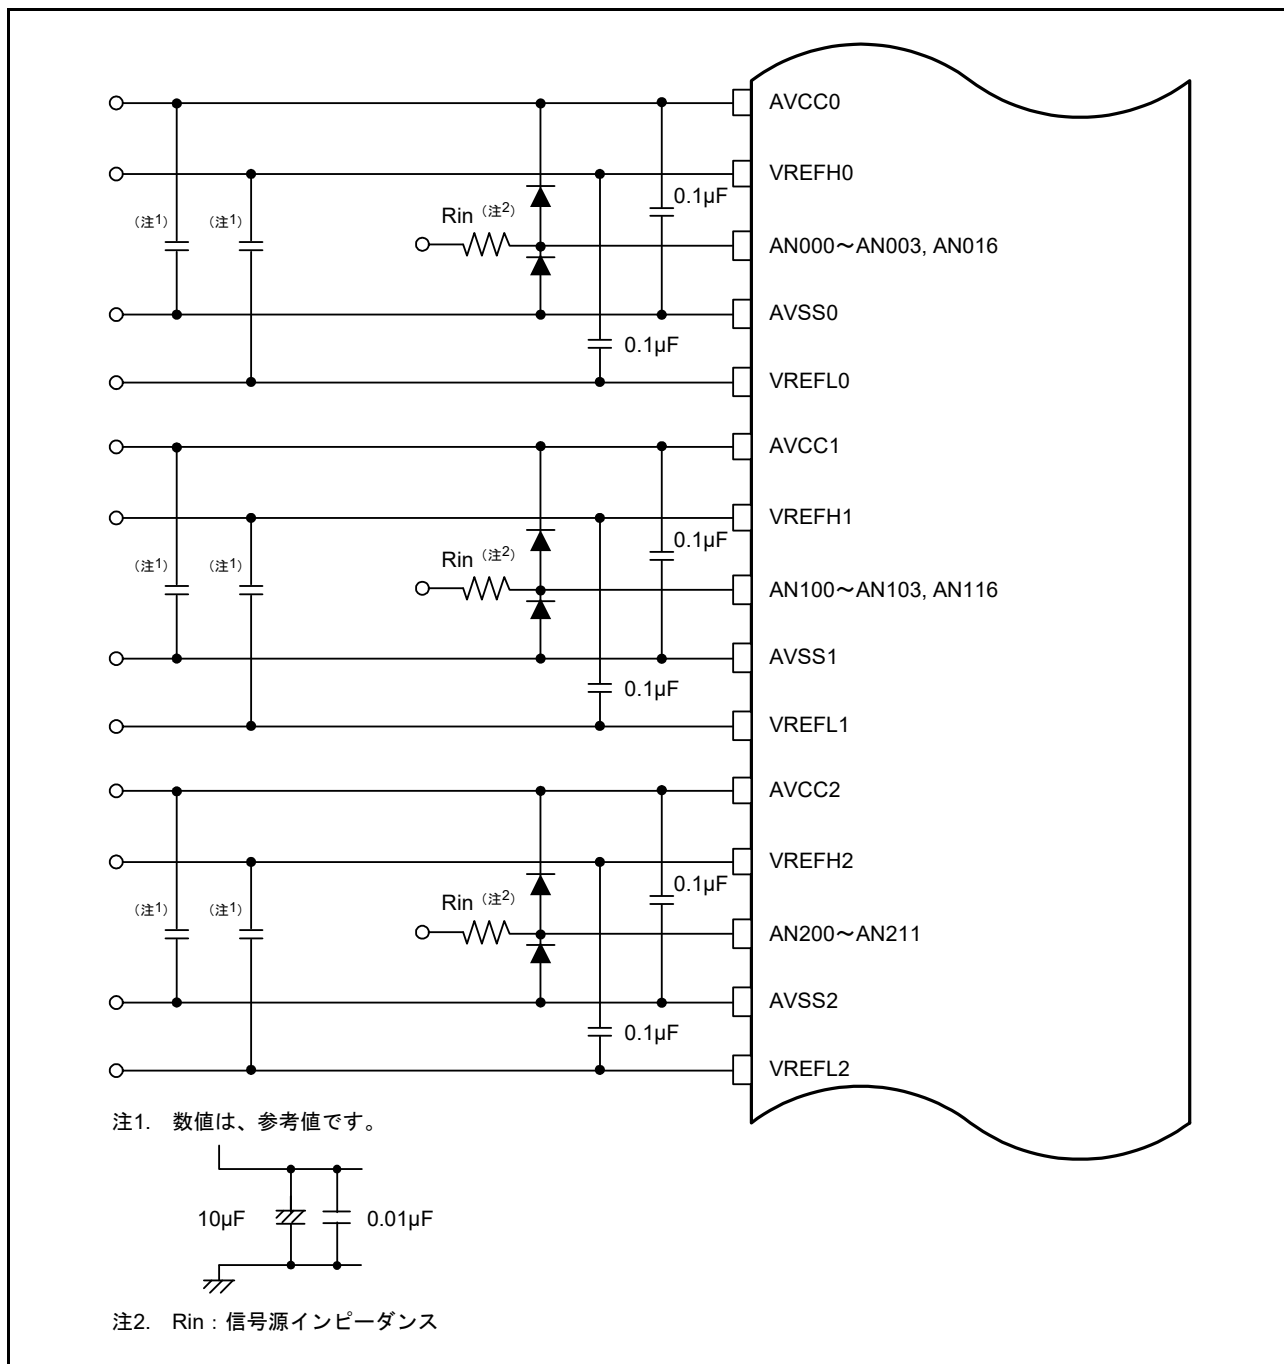 AVCC0
VREFH0
0.1µF
Rin（注2）
（注1）
（注1）
AN000～AN003, AN016
AVSS0
0.1µF
VREFL0
AVCC1
VREFH1
0.1µF
Rin（注2）
（注1）
（注1）
AN100～AN103, AN116
AVSS1
0.1µF
VREFL1
AVCC2
VREFH2
0.1µF
Rin（注2）
（注1）
（注1）
AN200～AN211
AVSS2
0.1µF
VREFL2
注1. 数値は、参考値です。
10µF
0.01µF
注2. Rin：信号源インピーダンス